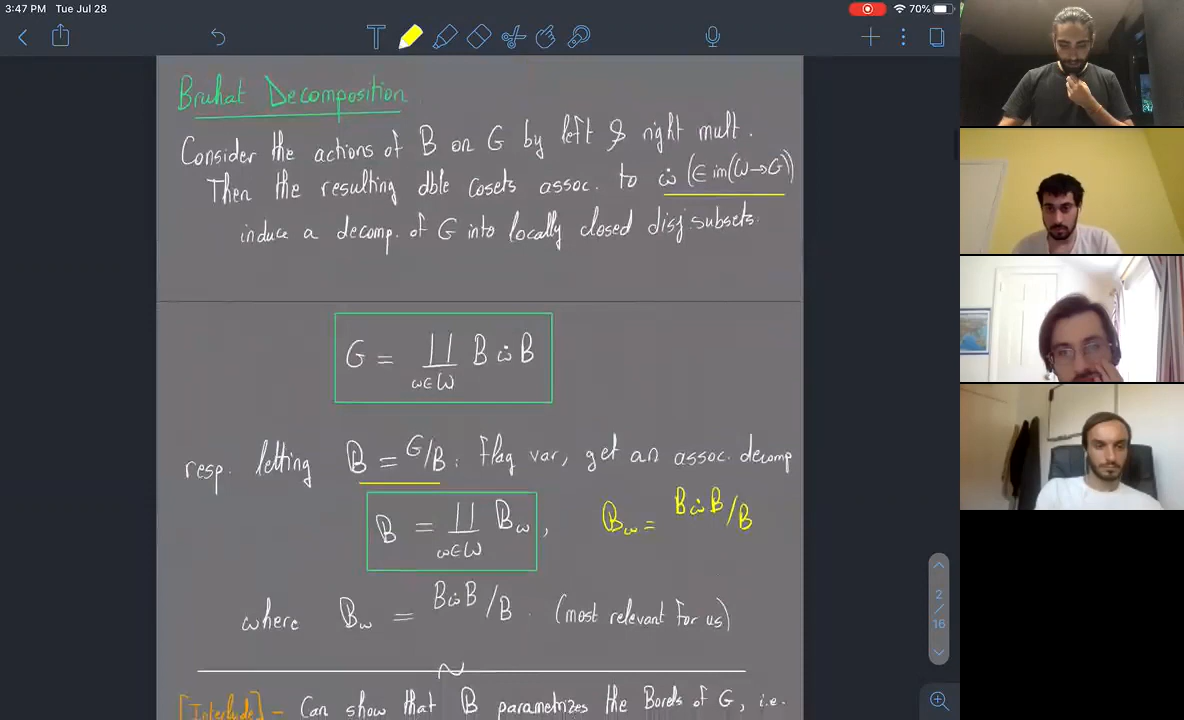 3:47 PM Tue Jul 28
70%
Bruhat Decomposition
Consider the actions of B on G by left & right mult.
Then the resulting dble cosets assoc. to ẇ (∈ im(W→G))
induce a decomp. of G into locally closed disj. subsets.
G = ∐_{w∈W} BẇB
resp. letting 𝔹 = G/B : Flag var, get an assoc. decomp
𝔹 = ∐_{w∈W} 𝔹_w , 𝔹_w = BẇB/B
where 𝔹_w = BẇB/B. (most relevant for us)
[Interlude] - Can show that 𝔹 parametrizes the Borels of G, i.e.
2
/
16